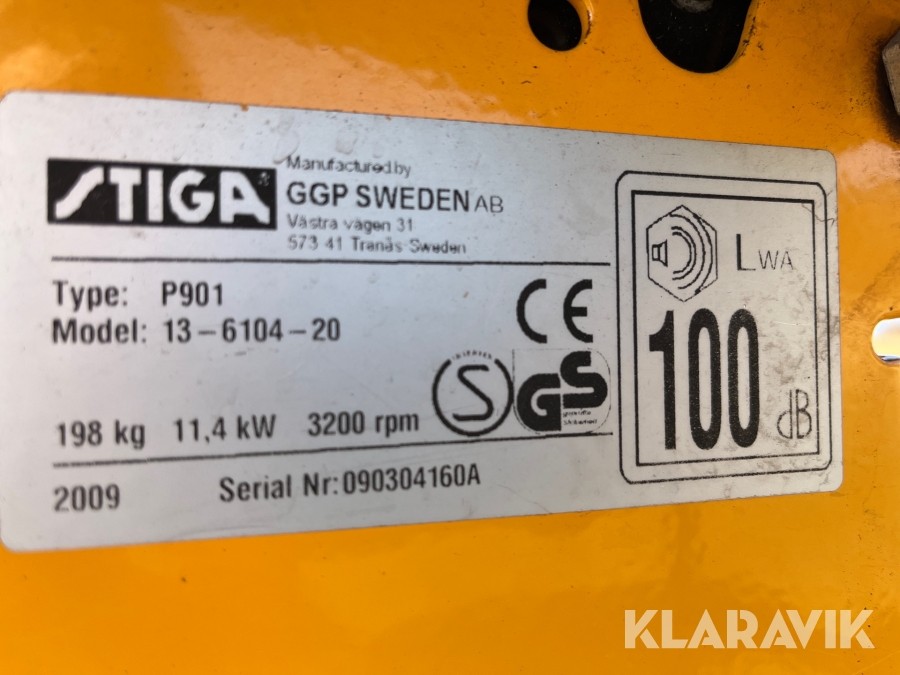 STIGA
Manufactured by
GGP SWEDEN AB
Västra vägen 31
573 41 Tranås Sweden
Type: P901
Model: 13-6104-20
CE
S
GS
198 kg 11,4 kW 3200 rpm
2009 Serial Nr:090304160A
LWA
100
dB
KLARAVIK